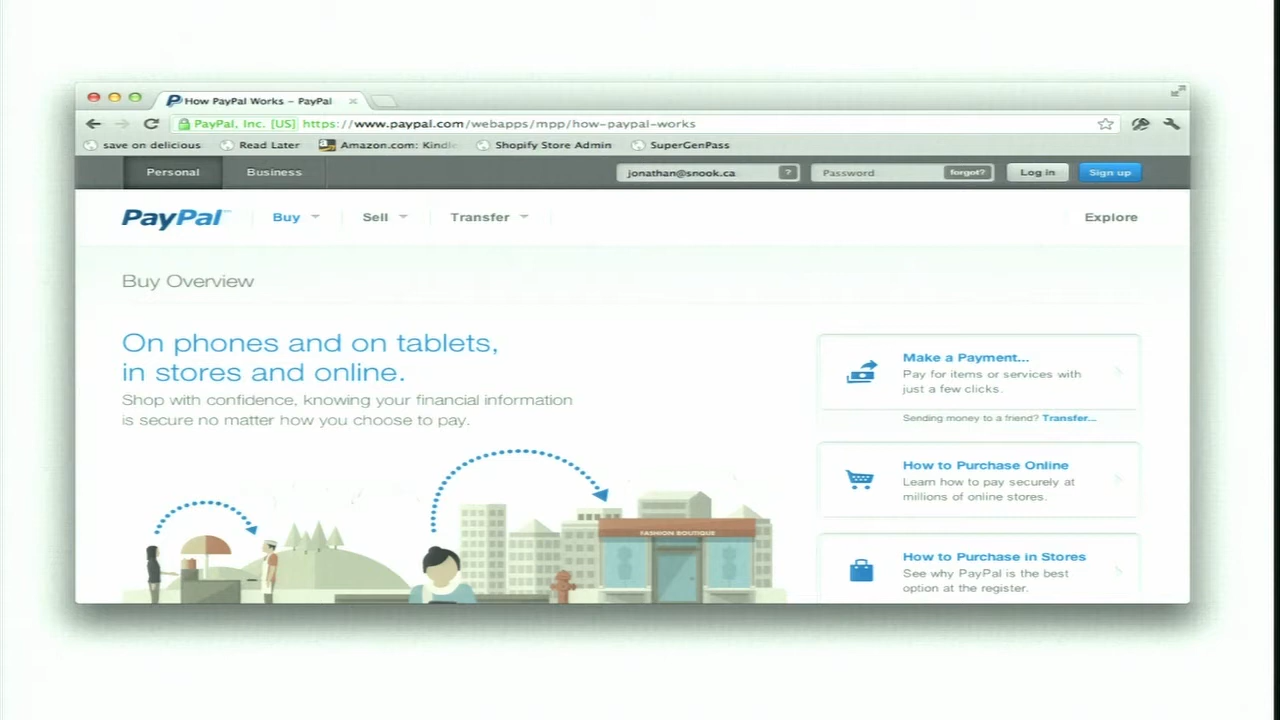 How PayPal Works – PayPal
PayPal, Inc. [US] https://www.paypal.com/webapps/mpp/how-paypal-works
save on delicious Read Later Amazon.com: Kindle Shopify Store Admin SuperGenPass
Personal Business jonathan@snook.ca ? Password forgot? Log in Sign up
PayPal™ Buy Sell Transfer Explore
Buy Overview
On phones and on tablets,
in stores and online.
Shop with confidence, knowing your financial information
is secure no matter how you choose to pay.
FASHION BOUTIQUE
Make a Payment...
Pay for items or services with
just a few clicks.
Sending money to a friend? Transfer...
How to Purchase Online
Learn how to pay securely at
millions of online stores.
How to Purchase in Stores
See why PayPal is the best
option at the register.